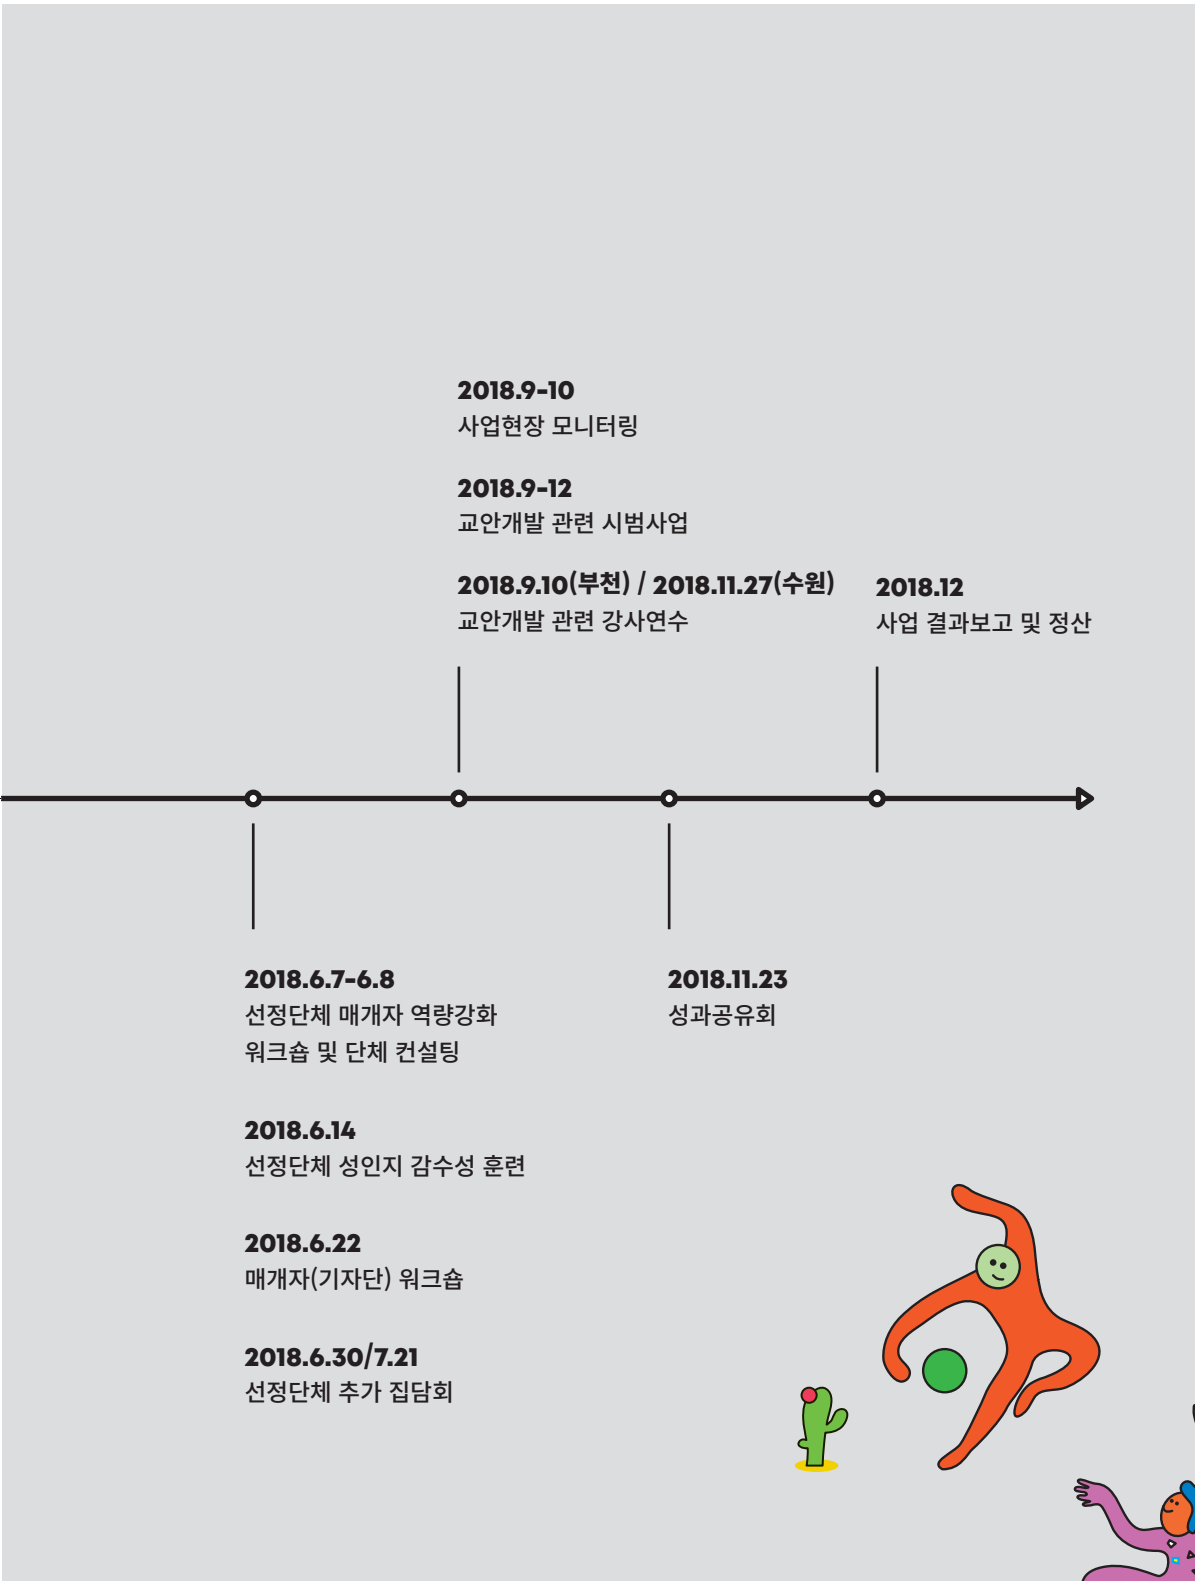 2018.9-10
사업현장 모니터링
2018.9-12
교안개발 관련 시범사업
2018.9.10(부천) / 2018.11.27(수원)
교안개발 관련 강사연수
2018.12
사업 결과보고 및 정산
2018.6.7-6.8
선정단체 매개자 역량강화
워크숍 및 단체 컨설팅
2018.6.14
선정단체 성인지 감수성 훈련
2018.6.22
매개자(기자단) 워크숍
2018.6.30/7.21
선정단체 추가 집담회
2018.11.23
성과공유회